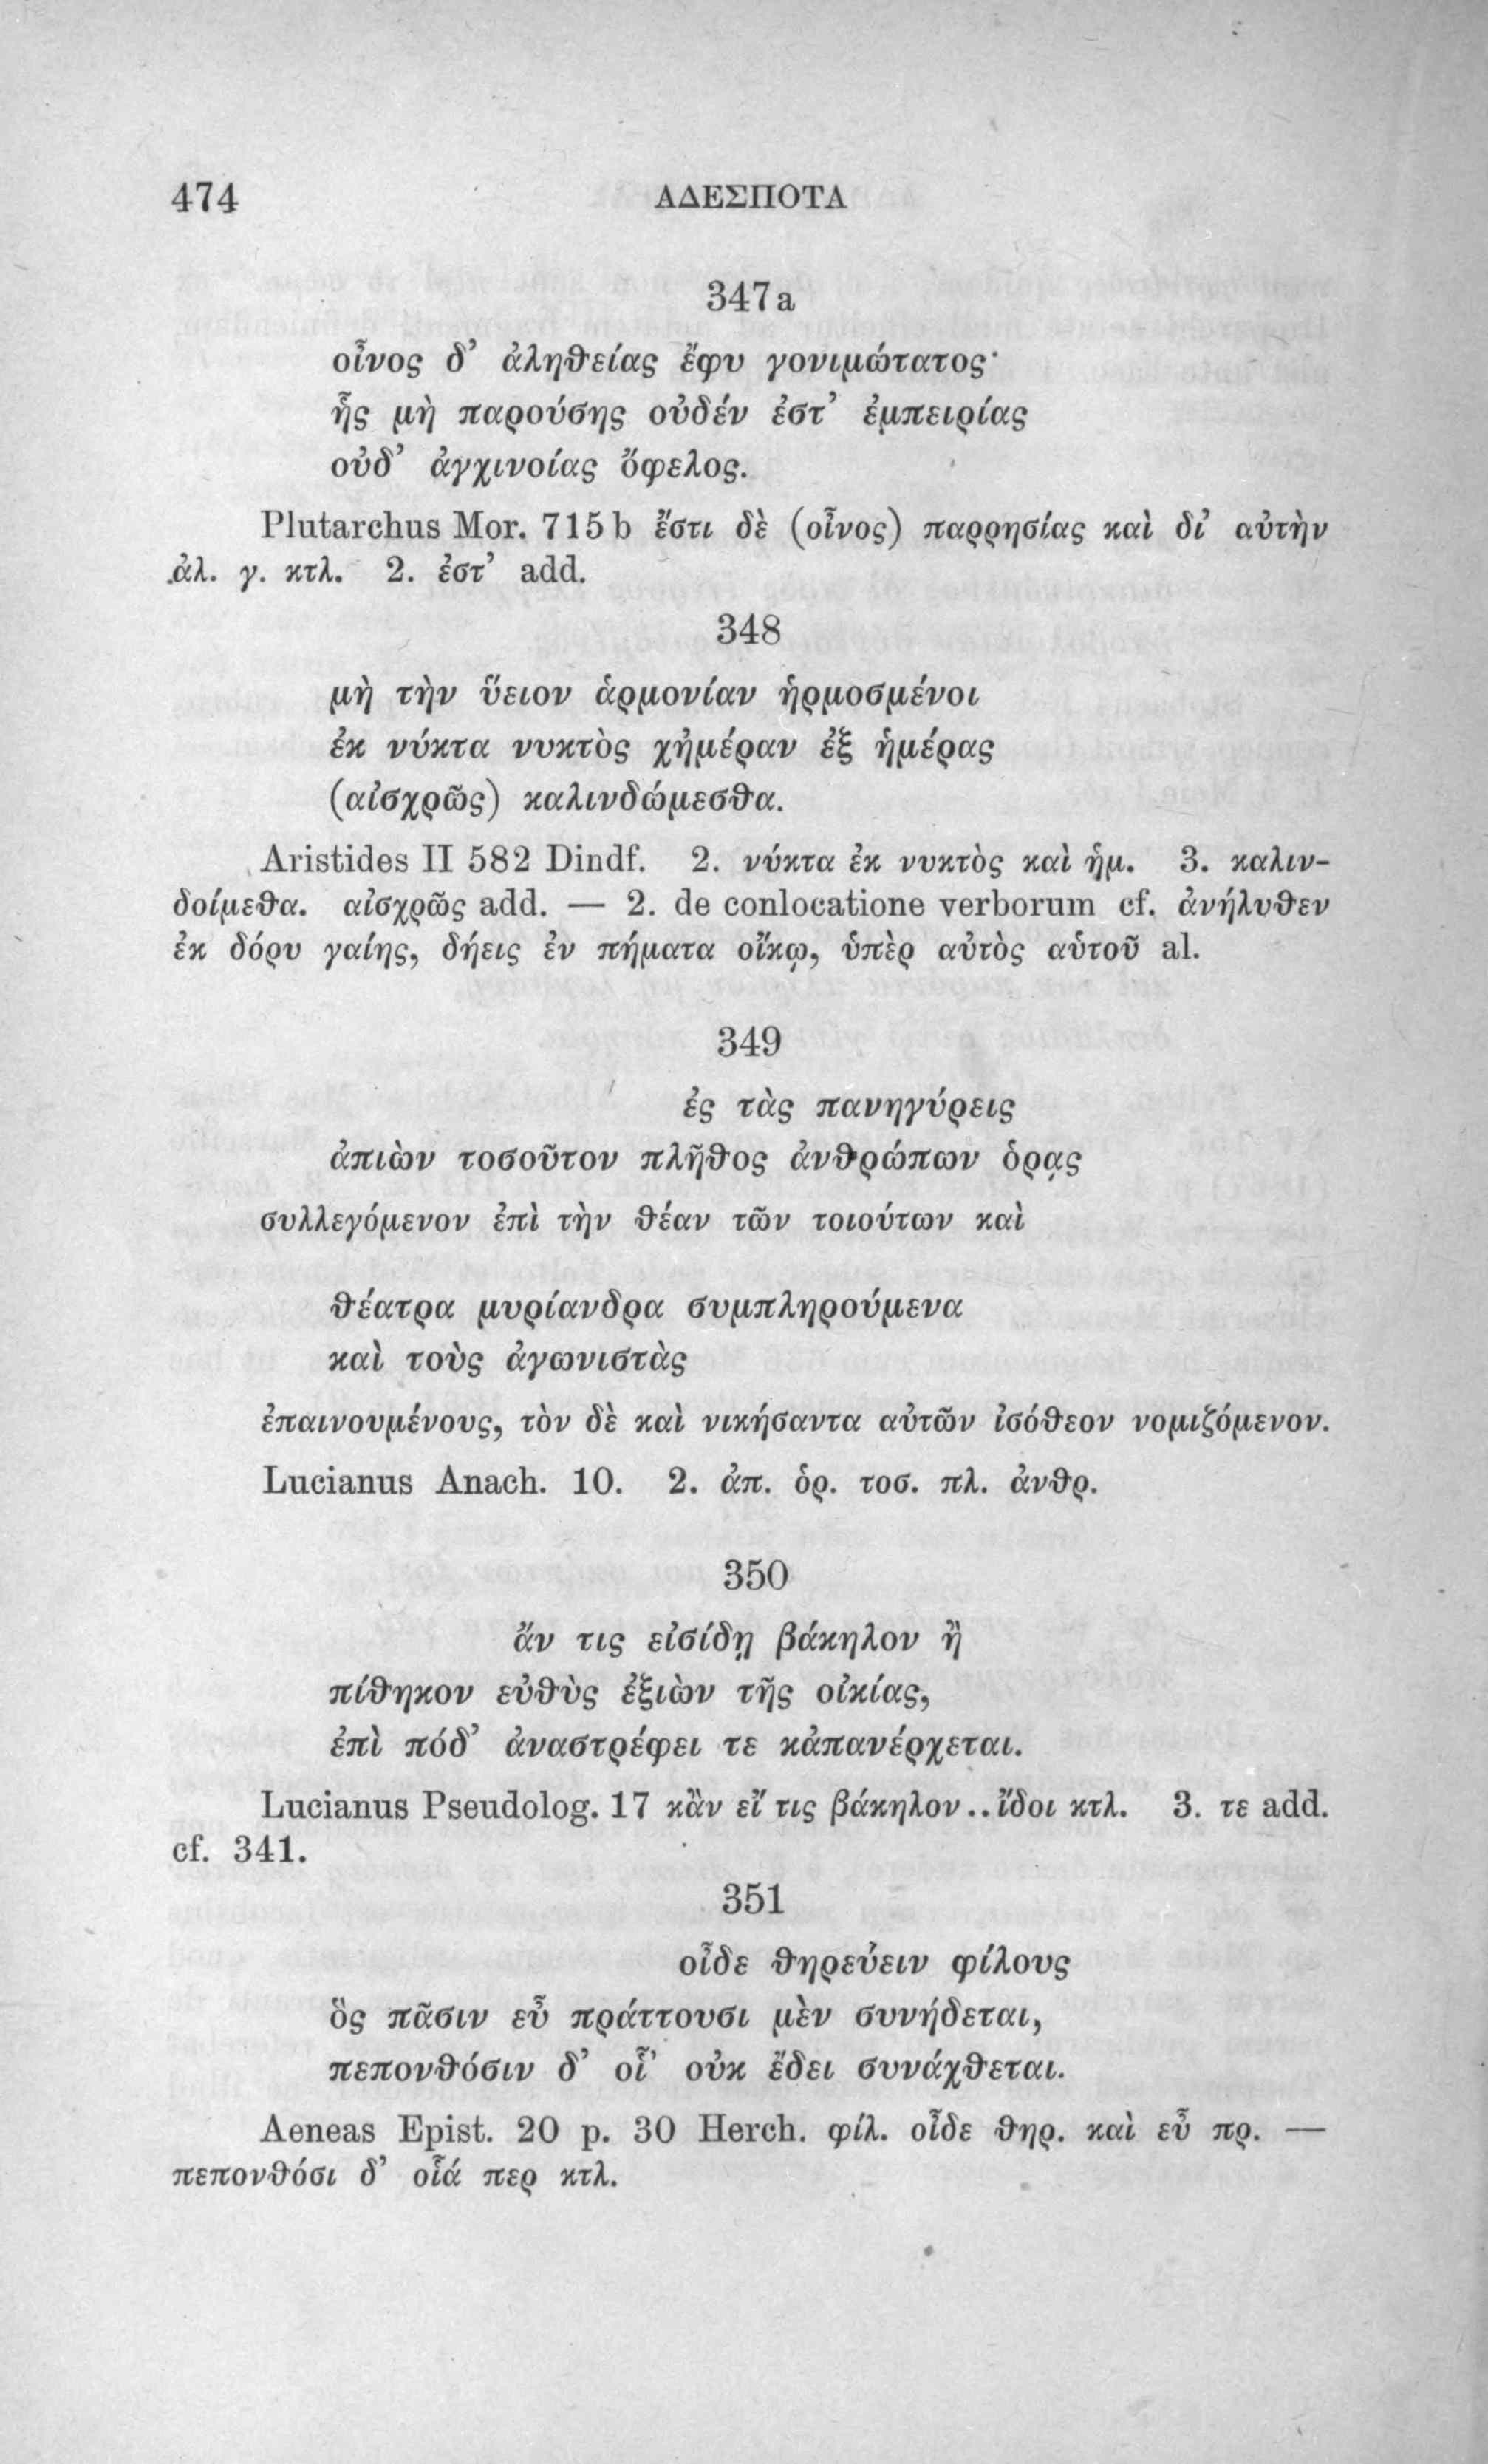 474 ΑΔΕΣΠΟΤΑ
347a
οἶνος δ’ ἀληθείας ἔφυ γονιμώτατος·
ἧς μὴ παρούσης οὐδέν ἐστ’ ἐμπειρίας
οὐδ’ ἀγχινοίας ὄφελος.
Plutarchus Mor. 715 b ἔστι δὲ (οἶνος) παρρησίας καὶ δι’ αὐτὴν
ἀλ. γ. κτλ. 2. ἐστ’ add.
348
μὴ τὴν ὕειον ἁρμονίαν ἡρμοσμένοι
ἐκ νύκτα νυκτὸς χἠμέραν ἐξ ἡμέρας
(αἰσχρῶς) καλινδώμεσθα.
Aristides II 582 Dindf. 2. νύκτα ἐκ νυκτὸς καὶ ἡμ. 3. καλιν-
δοίμεθα. αἰσχρῶς add. — 2. de conlocatione verborum cf. ἀνήλυθεν
ἐκ δόρυ γαίης, δήεις ἐν πήματα οἴκῳ, ὑπὲρ αὐτὸς αὑτοῦ al.
349
ἐς τὰς πανηγύρεις
ἀπιὼν τοσοῦτον πλῆθος ἀνθρώπων ὁρᾳς
συλλεγόμενον ἐπὶ τὴν θέαν τῶν τοιούτων καὶ
θέατρα μυρίανδρα συμπληρούμενα
καὶ τοὺς ἀγωνιστὰς
ἐπαινουμένους, τὸν δὲ καὶ νικήσαντα αὐτῶν ἰσόθεον νομιζόμενον.
Lucianus Anach. 10. 2. ἀπ. ὁρ. τοσ. πλ. ἀνθρ.
350
ἄν τις εἰσίδῃ βάκηλον ἢ
πίθηκον εὐθὺς ἐξιὼν τῆς οἰκίας,
ἐπὶ πόδ’ ἀναστρέφει τε κἀπανέρχεται.
Lucianus Pseudolog. 17 κἂν εἴ τις βάκηλον .. ἴδοι κτλ. 3. τε add.
cf. 341.
351
οἶδε θηρεύειν φίλους
ὃς πᾶσιν εὖ πράττουσι μὲν συνήδεται,
πεπονθόσιν δ’ οἷ’ οὐκ ἔδει συνάχθεται.
Aeneas Epist. 20 p. 30 Herch. φίλ. οἶδε θηρ. καὶ εὖ πρ. —
πεπονθόσι δ’ οἷά περ κτλ.